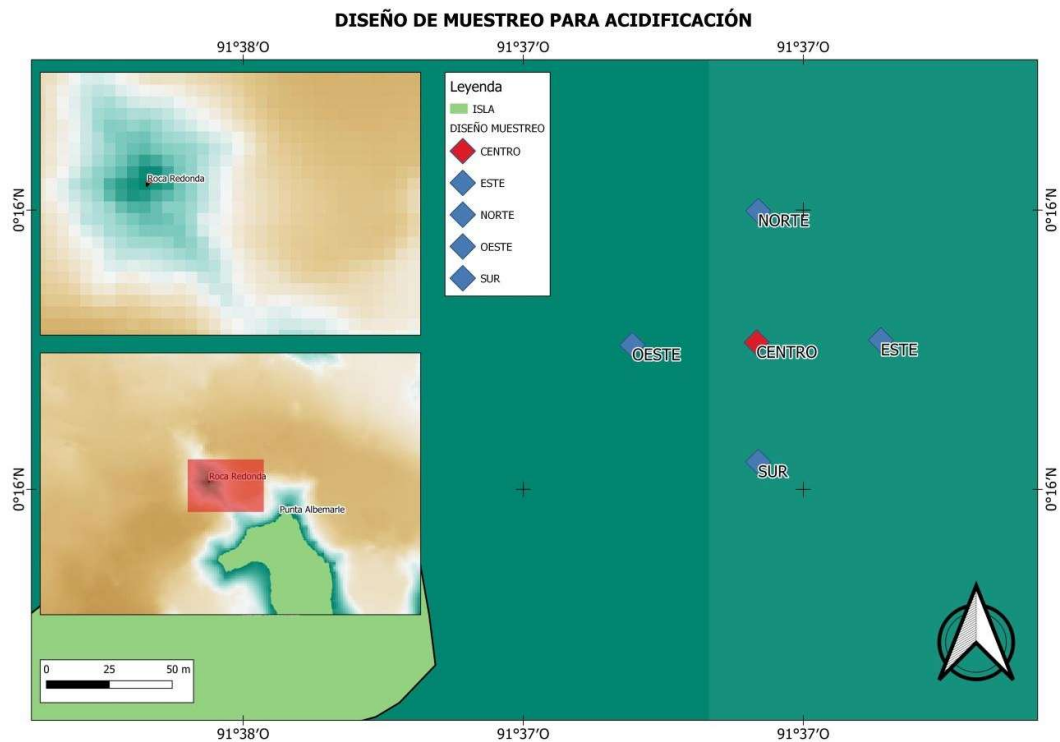 DISEÑO DE MUESTREO PARA ACIDIFICACIÓN
91°38'O
91°37'O
91°37'O
Leyenda
ISLA
DISEÑO MUESTREO
CENTRO
ESTE
NORTE
OESTE
SUR
Roca Redonda
0°16'N
NORTE
0°16'N
OESTE
CENTRO
ESTE
Roca Redonda
Punta Albemarle
SUR
0°16'N
0°16'N
0 25 50 m
91°38'O
91°37'O
91°37'O